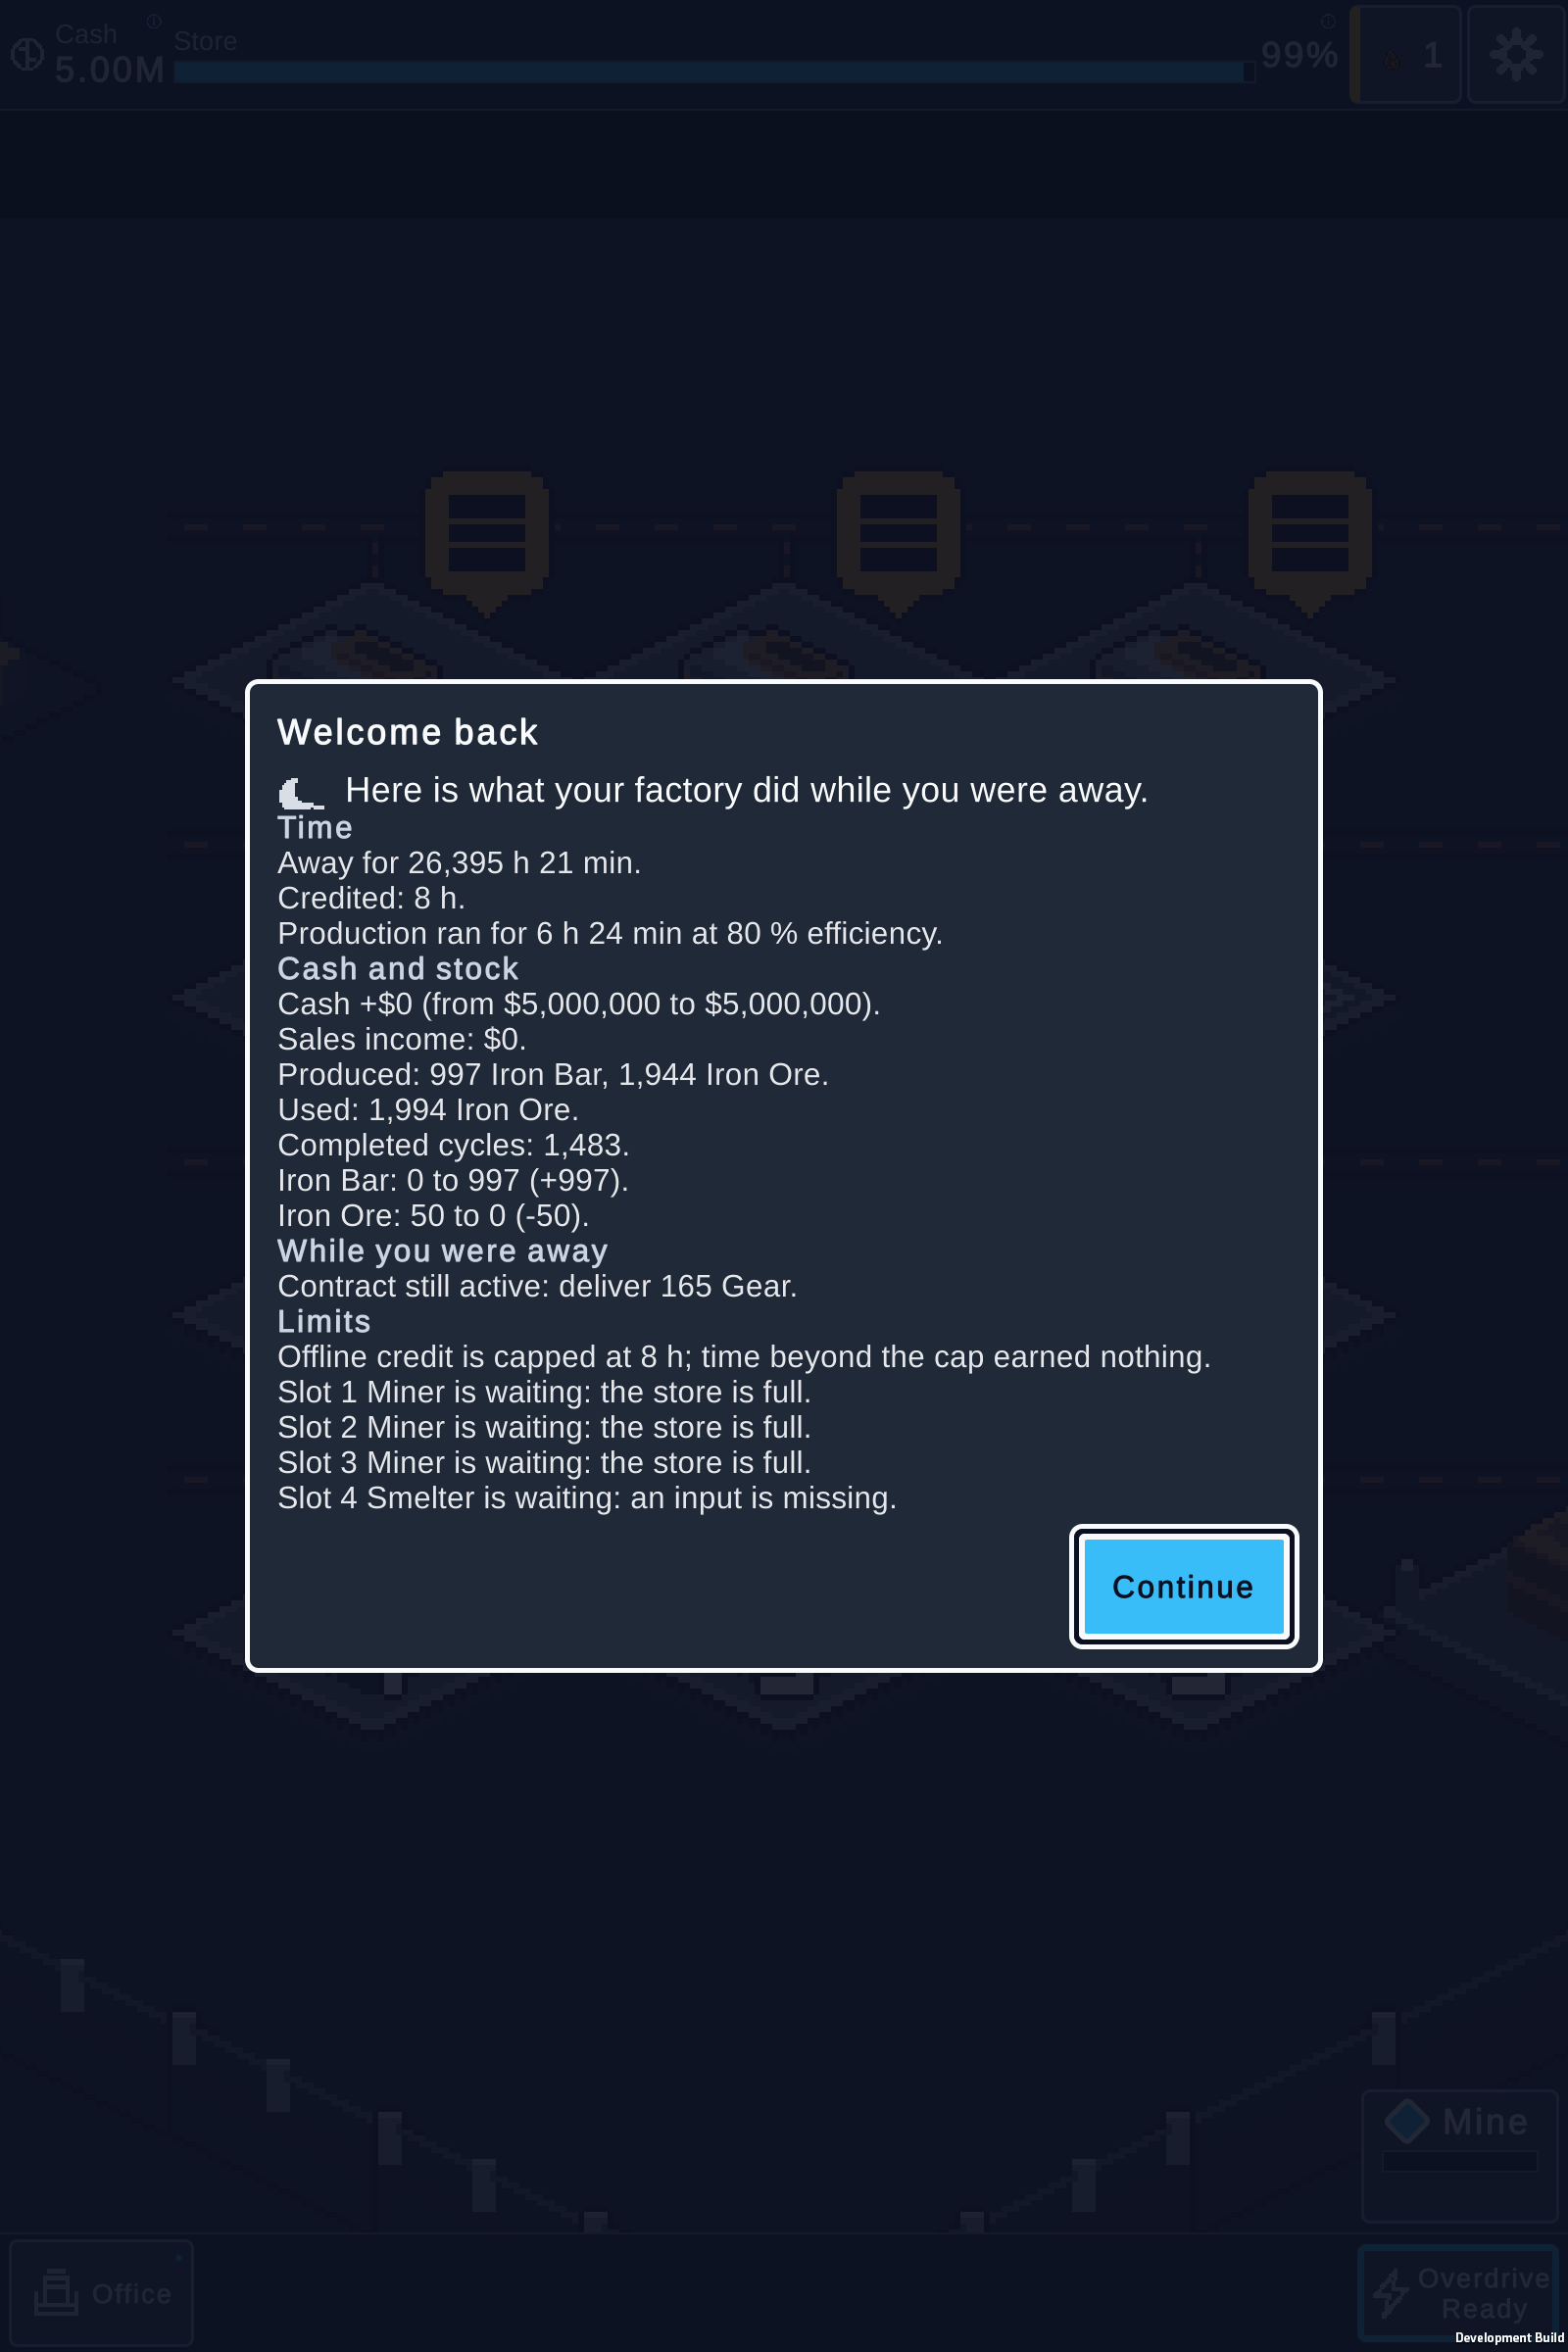 Cash
Store
5.00M
99%
1
Welcome back
Here is what your factory did while you were away.
Time
Away for 26,395 h 21 min.
Credited: 8 h.
Production ran for 6 h 24 min at 80 % efficiency.
Cash and stock
Cash +$0 (from $5,000,000 to $5,000,000).
Sales income: $0.
Produced: 997 Iron Bar, 1,944 Iron Ore.
Used: 1,994 Iron Ore.
Completed cycles: 1,483.
Iron Bar: 0 to 997 (+997).
Iron Ore: 50 to 0 (-50).
While you were away
Contract still active: deliver 165 Gear.
Limits
Offline credit is capped at 8 h; time beyond the cap earned nothing.
Slot 1 Miner is waiting: the store is full.
Slot 2 Miner is waiting: the store is full.
Slot 3 Miner is waiting: the store is full.
Slot 4 Smelter is waiting: an input is missing.
Continue
Mine
Office
Overdrive
Ready
Development Build